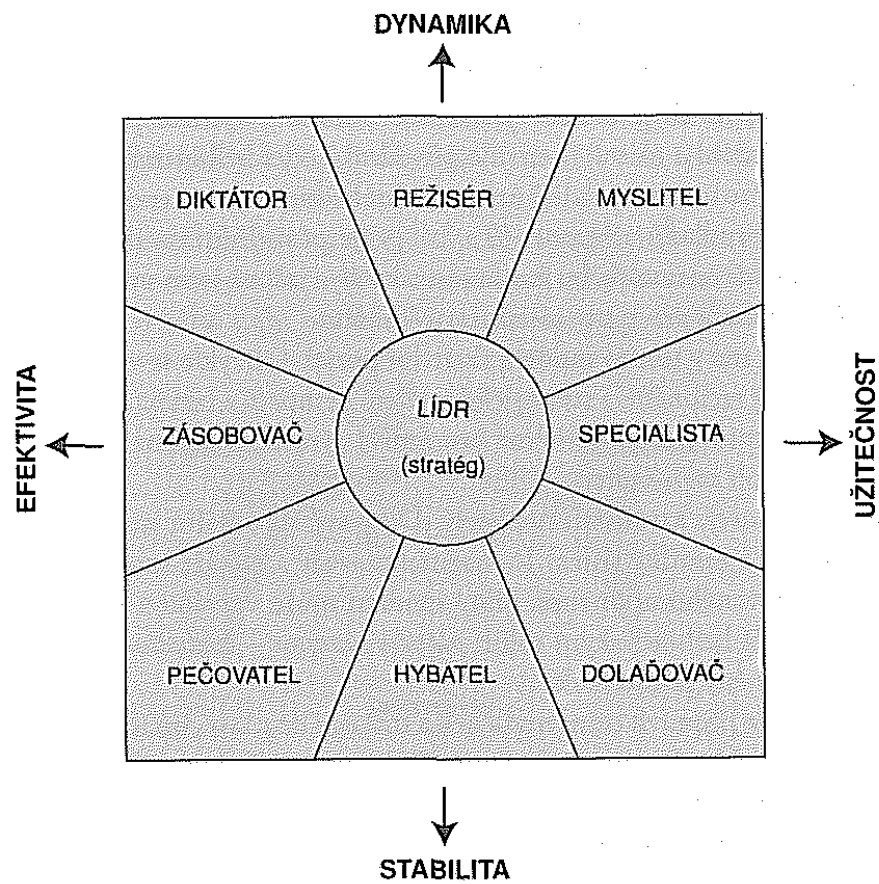 DYNAMIKA
DIKTÁTOR
REŽISÉR
MYSLITEL
EFEKTIVITA
ZÁSOBOVAČ
LÍDR
(stratég)
SPECIALISTA
UŽITEČNOST
PEČOVATEL
HYBATEL
DOLAĎOVAČ
STABILITA